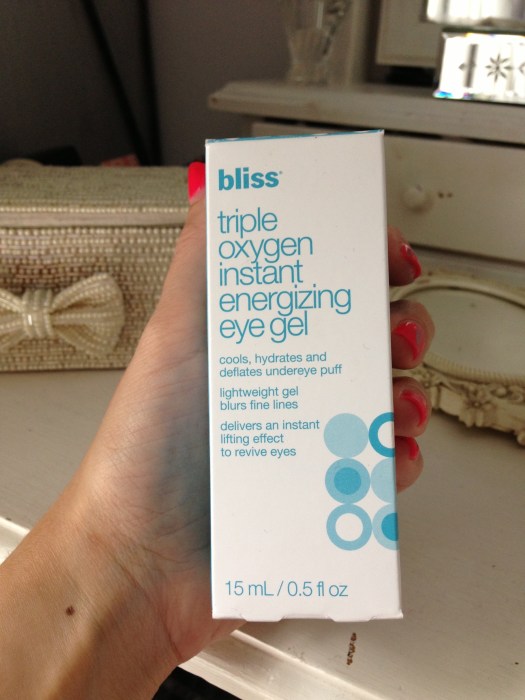 bliss®
triple
oxygen
instant
energizing
eye gel
cools, hydrates and
deflates undereye puff
lightweight gel
blurs fine lines
delivers an instant
lifting effect
to revive eyes
15 mL / 0.5 fl oz